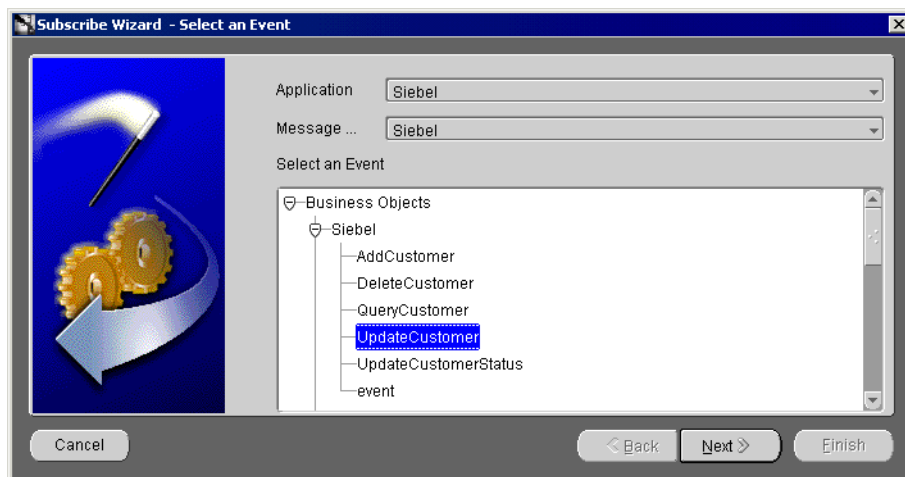 Subscribe Wizard - Select an Event
Application Siebel
Message ... Siebel
Select an Event
Business Objects
Siebel
AddCustomer
DeleteCustomer
QueryCustomer
UpdateCustomer
UpdateCustomerStatus
event
Cancel Back Next Finish